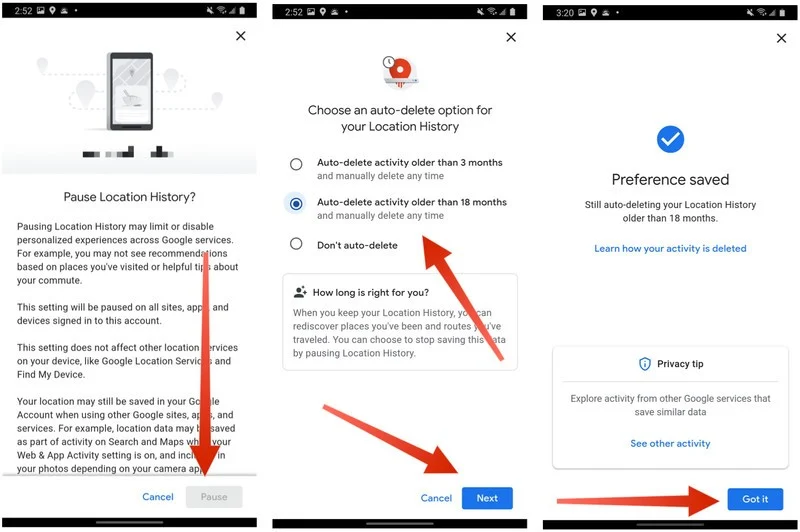 2:52
Pause Location History?
Pausing Location History may limit or disable
personalized experiences across Google services.
For example, you may not see recommendations
based on places you've visited or helpful tips about
your commute.
This setting will be paused on all sites, apps, and
devices signed in to this account.
This setting does not affect other location services
on your device, like Google Location Services and
Find My Device.
Your location may still be saved in your Google
Account when using other Google sites, apps, and
services. For example, location data may be saved
as part of activity on Search and Maps when your
Web & App Activity setting is on, and included in
your photos depending on your camera app
Cancel
Pause
2:52
Choose an auto-delete option for
your Location History
Auto-delete activity older than 3 months
and manually delete any time
Auto-delete activity older than 18 months
and manually delete any time
Don't auto-delete
How long is right for you?
When you keep your Location History, you can
rediscover places you've been and routes you've
traveled. You can choose to stop saving this data
by pausing Location History.
Cancel
Next
3:20
Preference saved
Still auto-deleting your Location History
older than 18 months.
Learn how your activity is deleted
Privacy tip
Explore activity from other Google services that
save similar data
See other activity
Got it